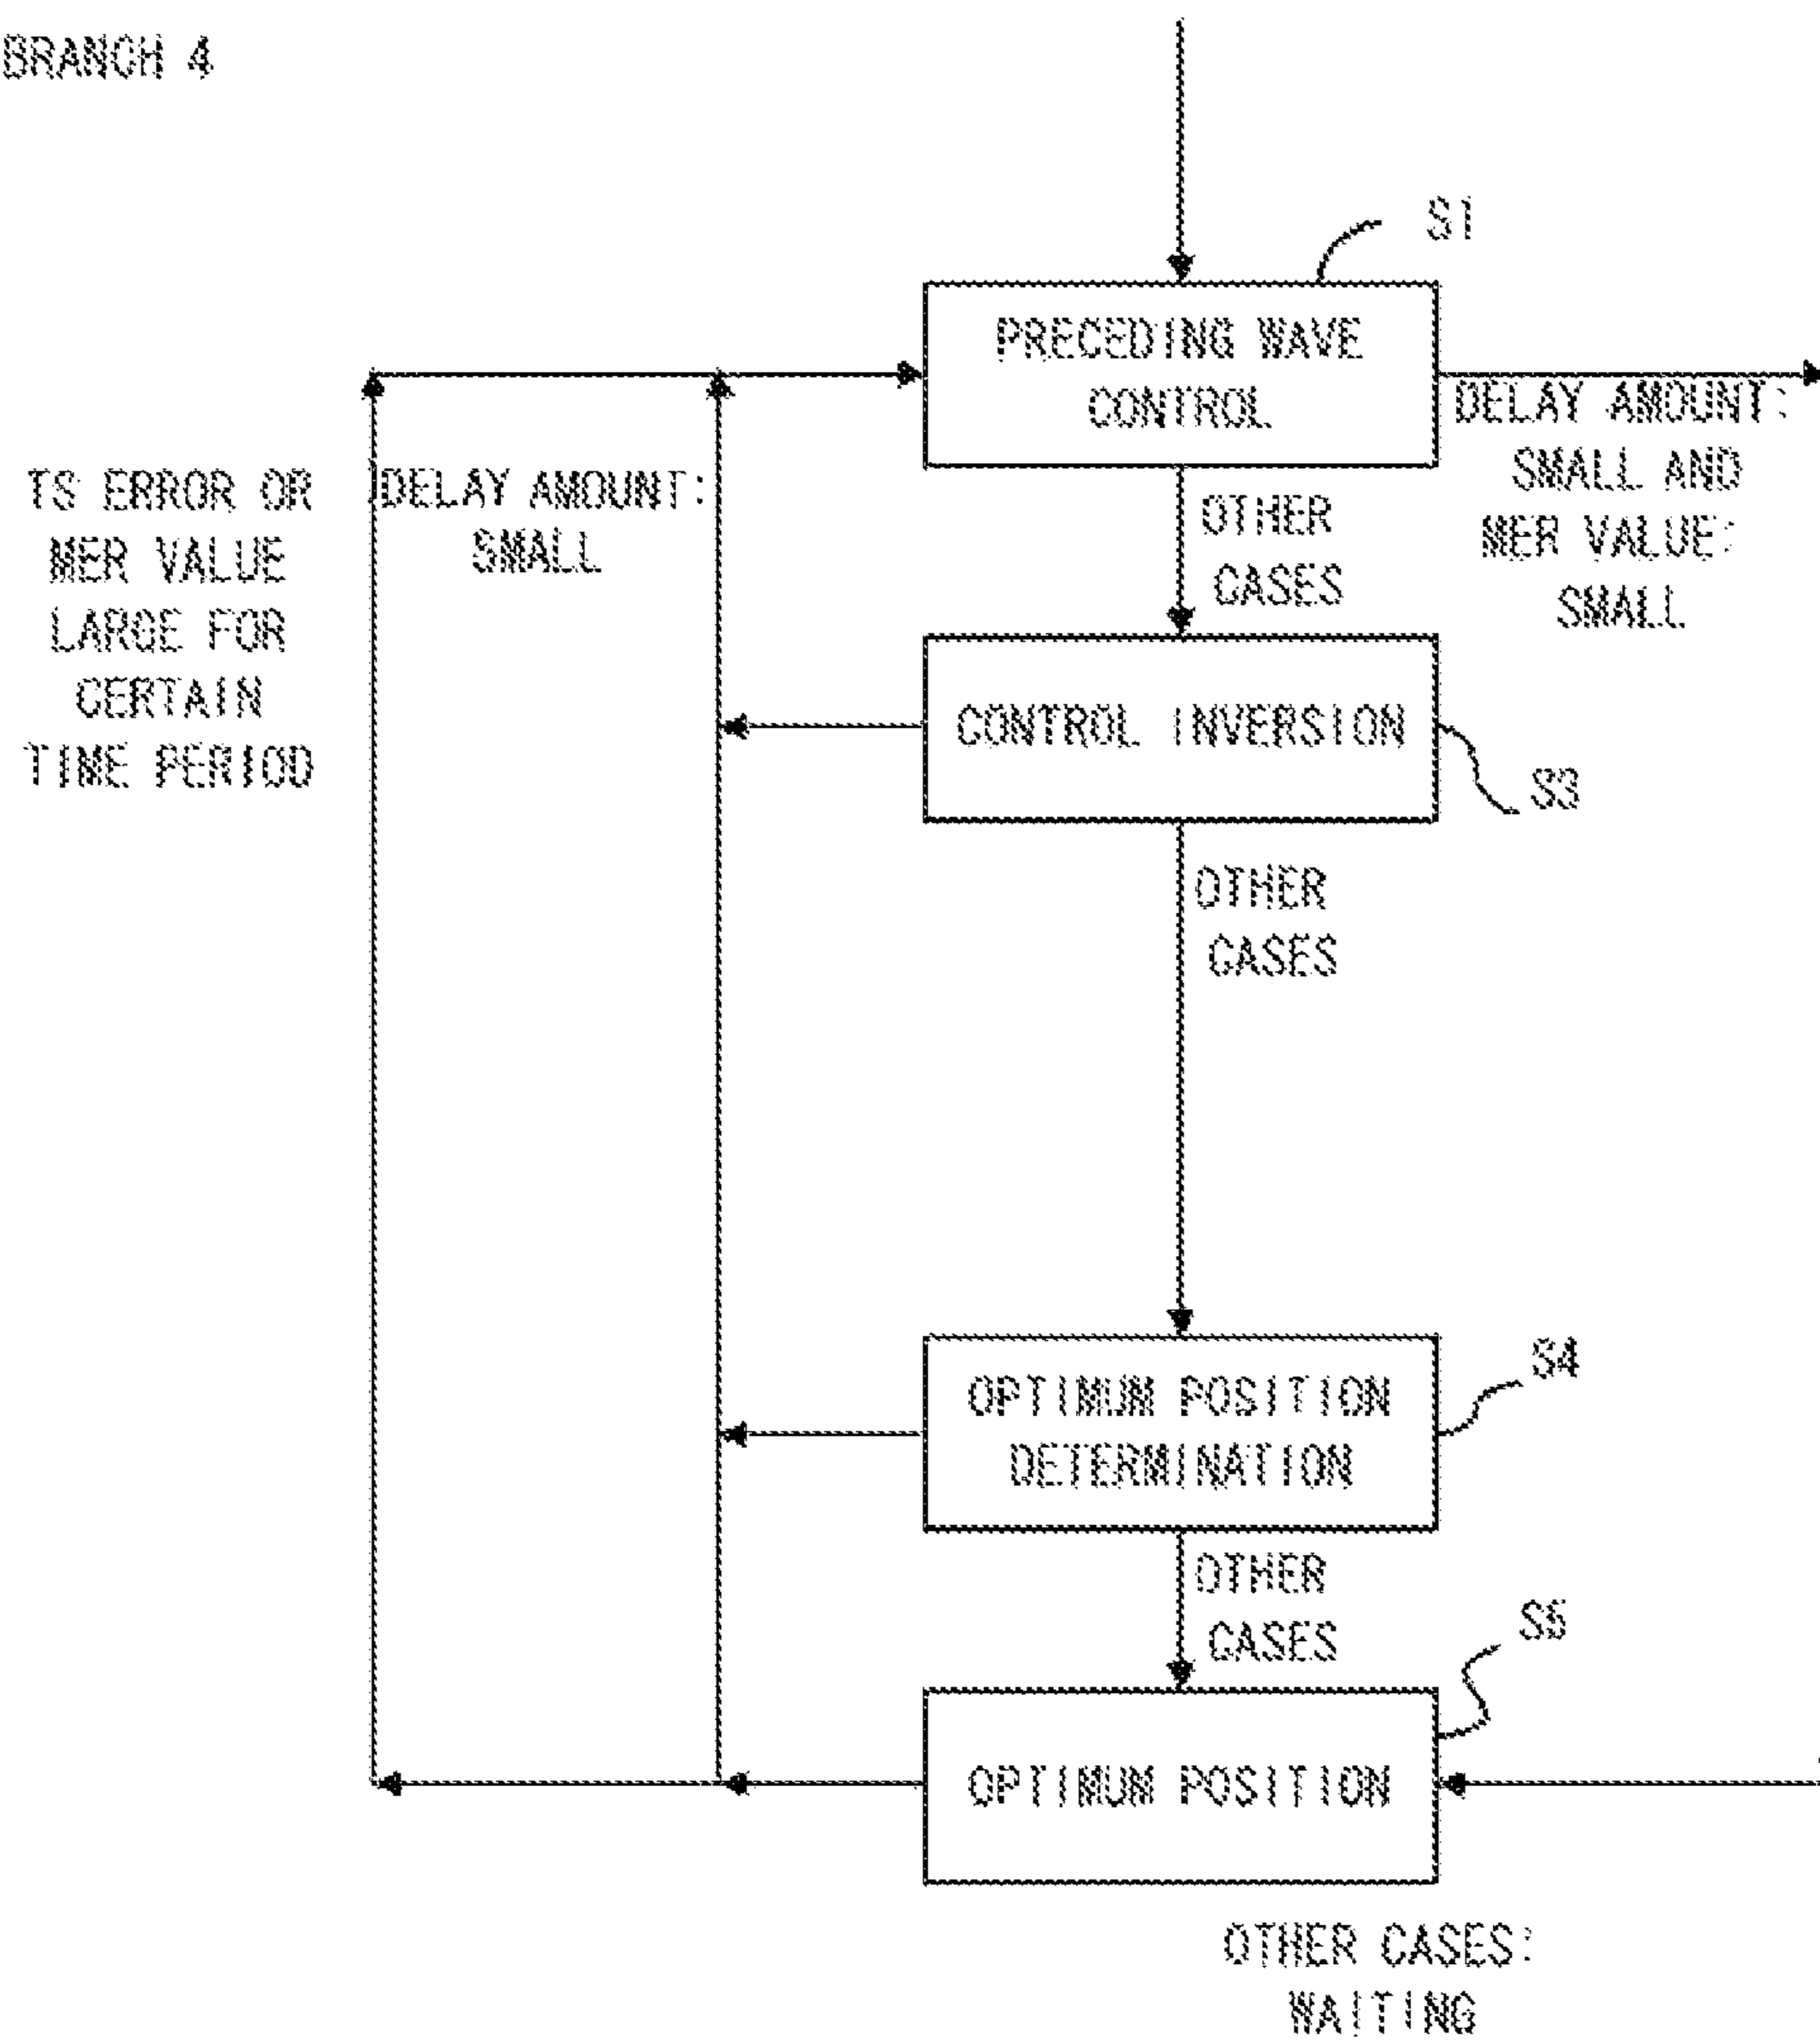 BRANCH 4
S1
PRECEDING WAVE
CONTROL
DELAY AMOUNT:
SMALL AND
MER VALUE:
SMALL
TS ERROR OR
MER VALUE
LARGE FOR
CERTAIN
TIME PERIOD
DELAY AMOUNT:
SMALL
OTHER
CASES
CONTROL INVERSION
S3
OTHER
CASES
OPTIMUM POSITION
DETERMINATION
S4
OTHER
CASES
S5
OPTIMUM POSITION
OTHER CASES:
WAITING